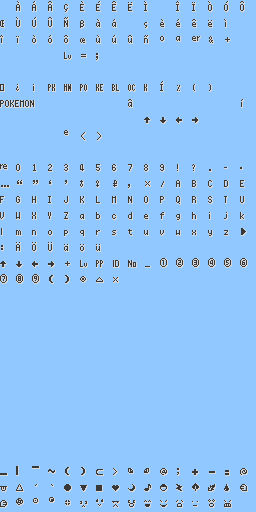 À Á Â Ç È É Ê Ë Ì Î Ï Ò Ó Ô
Œ Ù Ú Û Ñ ß à á ç è é ê ë ì
î ï ò ó ô œ ù ú û ñ º ª er & +
Lv = ;
¿ ¡ PK MN PO KE BL OC K Í % ( )
POKEMON â í
↑ ↓ ← →
e < >
re 0 1 2 3 4 5 6 7 8 9 ! ? . - ·
… “ ” ‘ ’ ♂ ♀ , × / A B C D E
F G H I J K L M N O P Q R S T U
V W X Y Z a b c d e f g h i j k
l m n o p q r s t u v w x y z ▶
: Ä Ö Ü ä ö ü
↑ ↓ ← → + Lv PP ID No _ ① ② ③ ④ ⑤ ⑥
⑦ ⑧ ⑨ ( ) ◎ △ ×
~ ( ) ⊂ > @ ; + - = @
△ ● ▼ ■ ♥ ☾ ♪